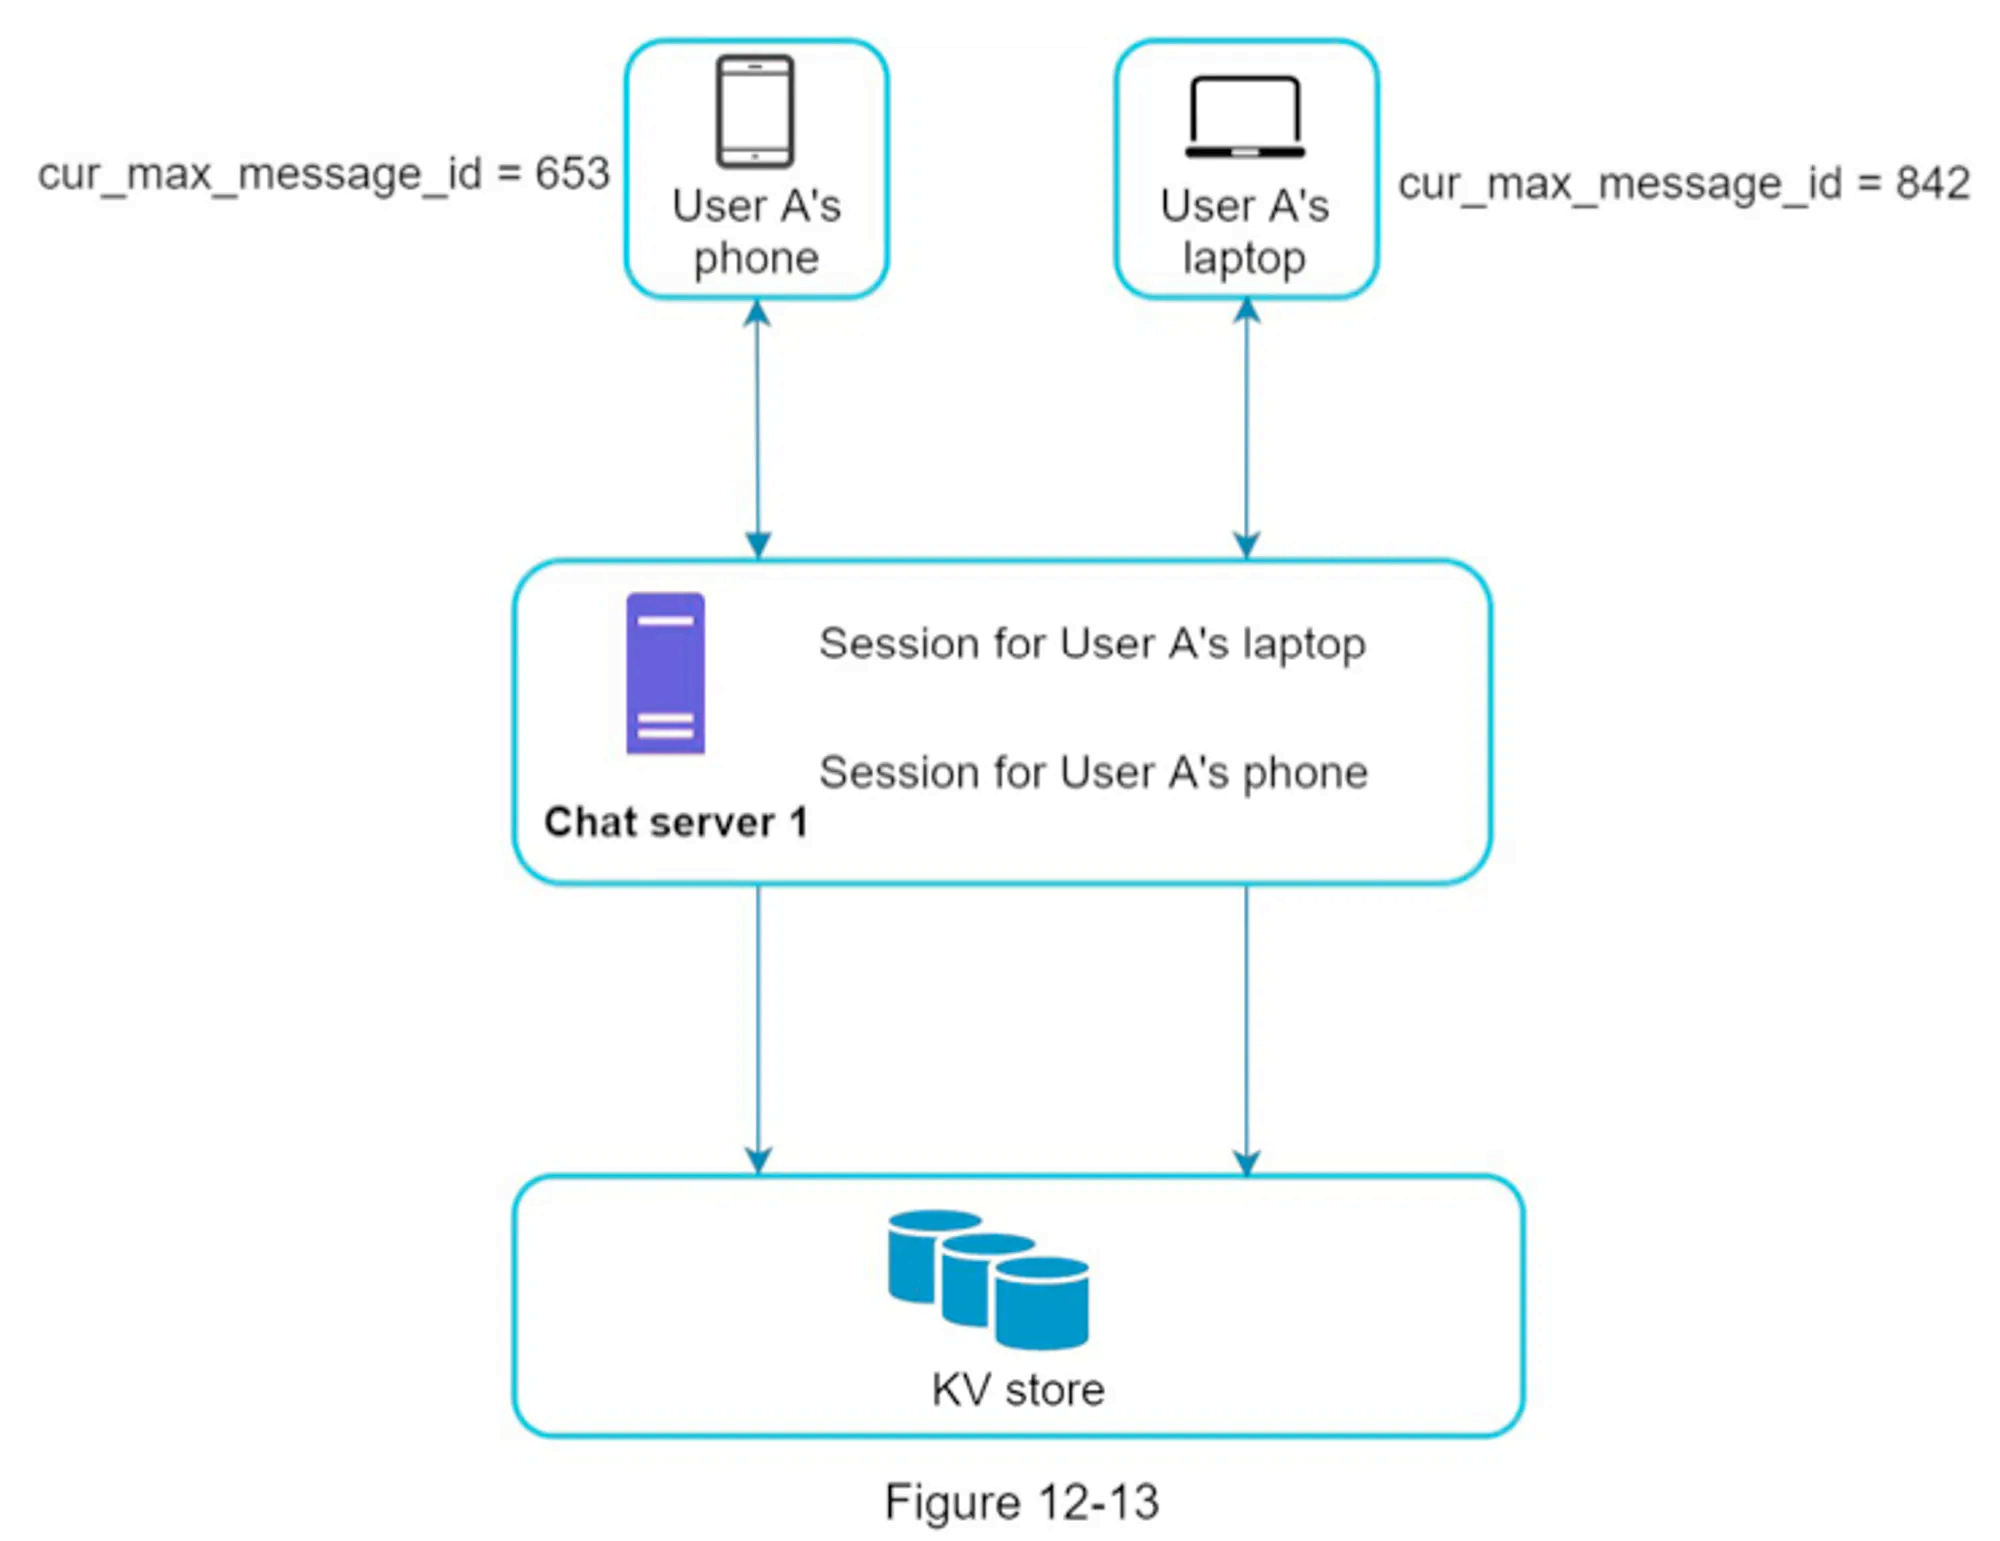 cur_max_message_id = 653
User A's
phone
User A's
laptop
cur_max_message_id = 842
Session for User A's laptop
Session for User A's phone
Chat server 1
KV store
Figure 12-13